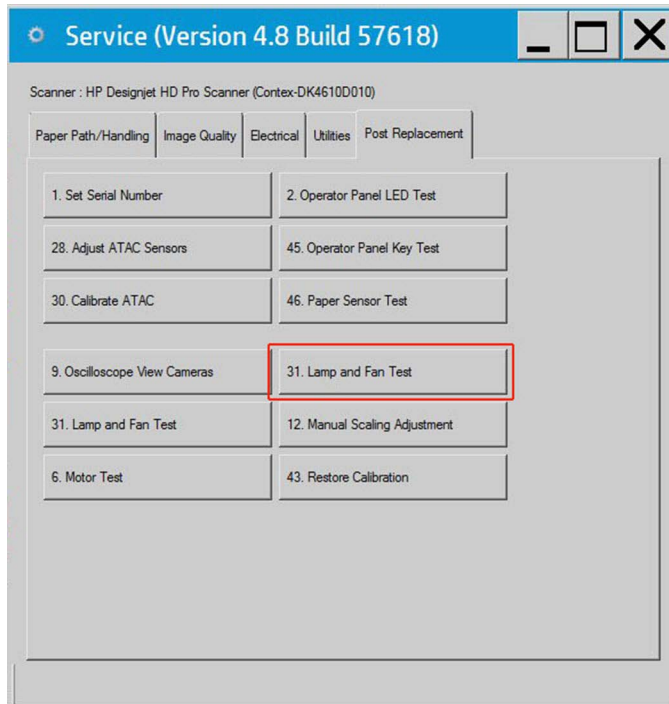 Service (Version 4.8 Build 57618)
Scanner : HP Designjet HD Pro Scanner (Contex-DK4610D010)
Paper Path/Handling Image Quality Electrical Utilities Post Replacement
1. Set Serial Number 2. Operator Panel LED Test
28. Adjust ATAC Sensors 45. Operator Panel Key Test
30. Calibrate ATAC 46. Paper Sensor Test
9. Oscilloscope View Cameras 31. Lamp and Fan Test
31. Lamp and Fan Test 12. Manual Scaling Adjustment
6. Motor Test 43. Restore Calibration